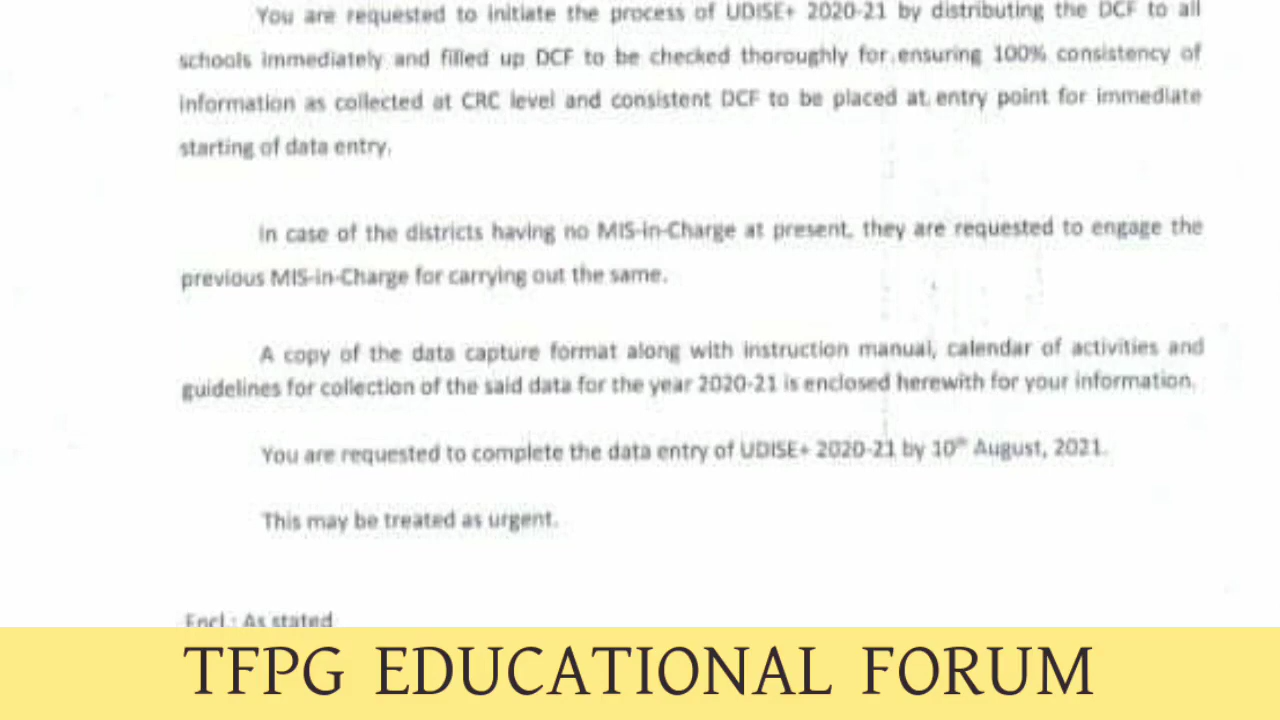 You are requested to initiate the process of UDISE+ 2020-21 by distributing the DCF to all
schools immediately and filled up DCF to be checked thoroughly for ensuring 100% consistency of
information as collected at CRC level and consistent DCF to be placed at entry point for immediate
starting of data entry.
In case of the districts having no MIS-in-Charge at present, they are requested to engage the
previous MIS-in-Charge for carrying out the same.
A copy of the data capture format along with instruction manual, calendar of activities and
guidelines for collection of the said data for the year 2020-21 is enclosed herewith for your information.
You are requested to complete the data entry of UDISE+ 2020-21 by 10th August, 2021.
This may be treated as urgent.
Encl.: As stated
TFPG EDUCATIONAL FORUM